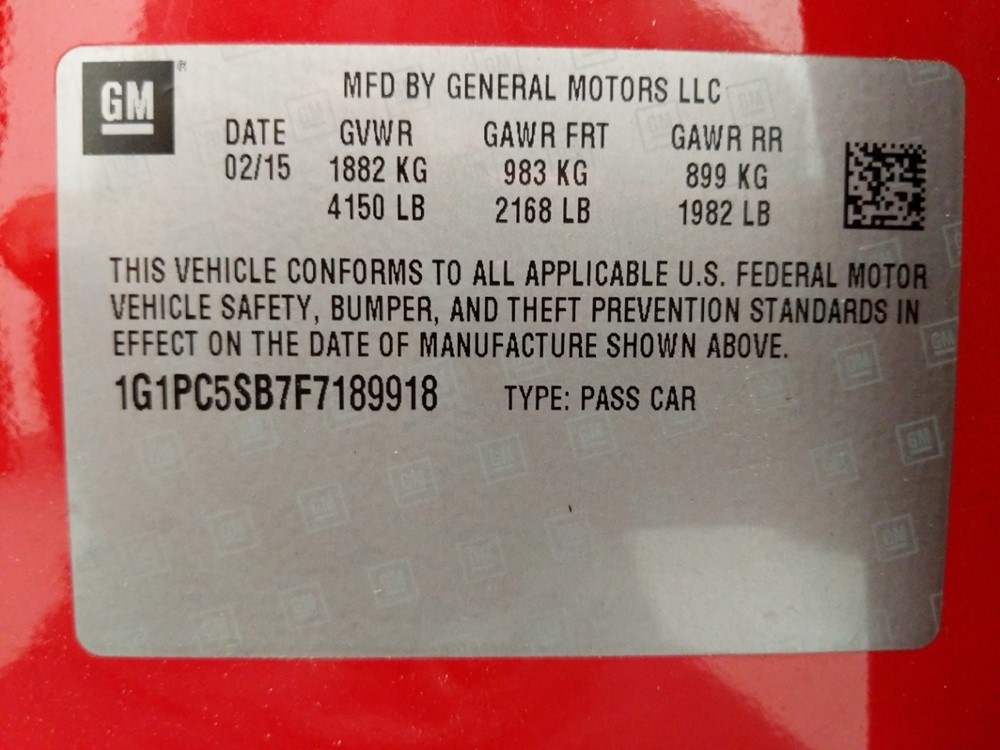 GM ®
MFD BY GENERAL MOTORS LLC
DATE GVWR GAWR FRT GAWR RR
02/15 1882 KG 983 KG 899 KG
4150 LB 2168 LB 1982 LB
THIS VEHICLE CONFORMS TO ALL APPLICABLE U.S. FEDERAL MOTOR
VEHICLE SAFETY, BUMPER, AND THEFT PREVENTION STANDARDS IN
EFFECT ON THE DATE OF MANUFACTURE SHOWN ABOVE.
1G1PC5SB7F7189918 TYPE: PASS CAR